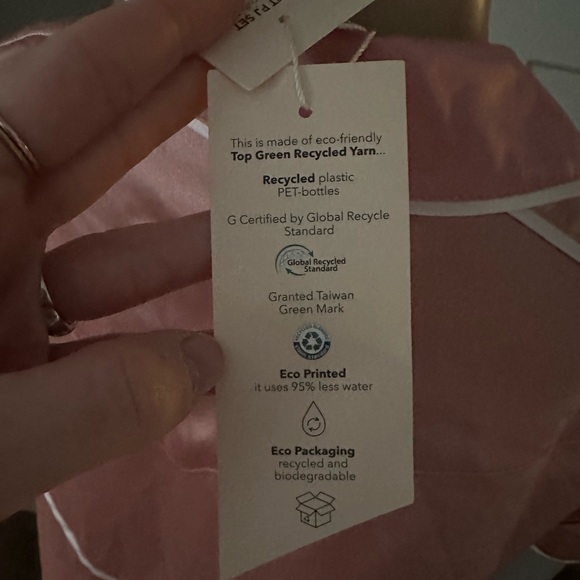 T PJ SET
This is made of eco-friendly
Top Green Recycled Yarn...
Recycled plastic
PET-bottles
G Certified by Global Recycle
Standard
Global Recycled
Standard
Granted Taiwan
Green Mark
Eco Printed
it uses 95% less water
Eco Packaging
recycled and
biodegradable